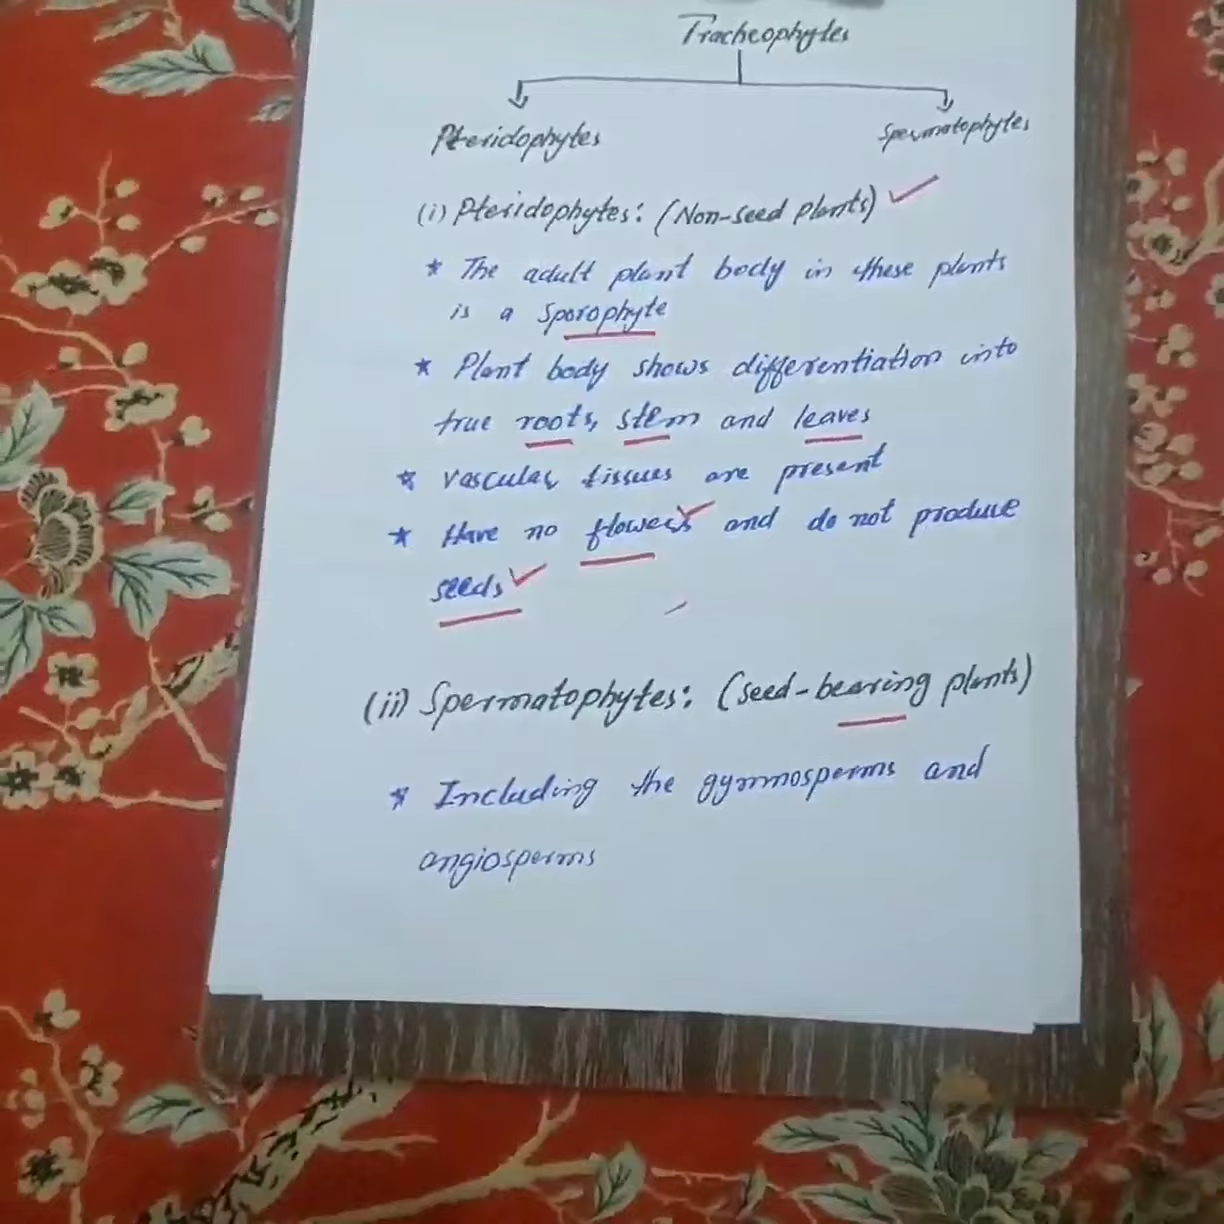 Tracheophytes
Pteridophytes
Spermatophytes
(i) Pteridophytes: (Non-seed plants)
* The adult plant body in these plants
is a sporophyte
* Plant body shows differentiation into
true roots, stem and leaves
* vascular tissues are present
* Have no flowers and do not produce
seeds
(ii) Spermatophytes: (seed-bearing plants)
* Including the gymnosperms and
angiosperms